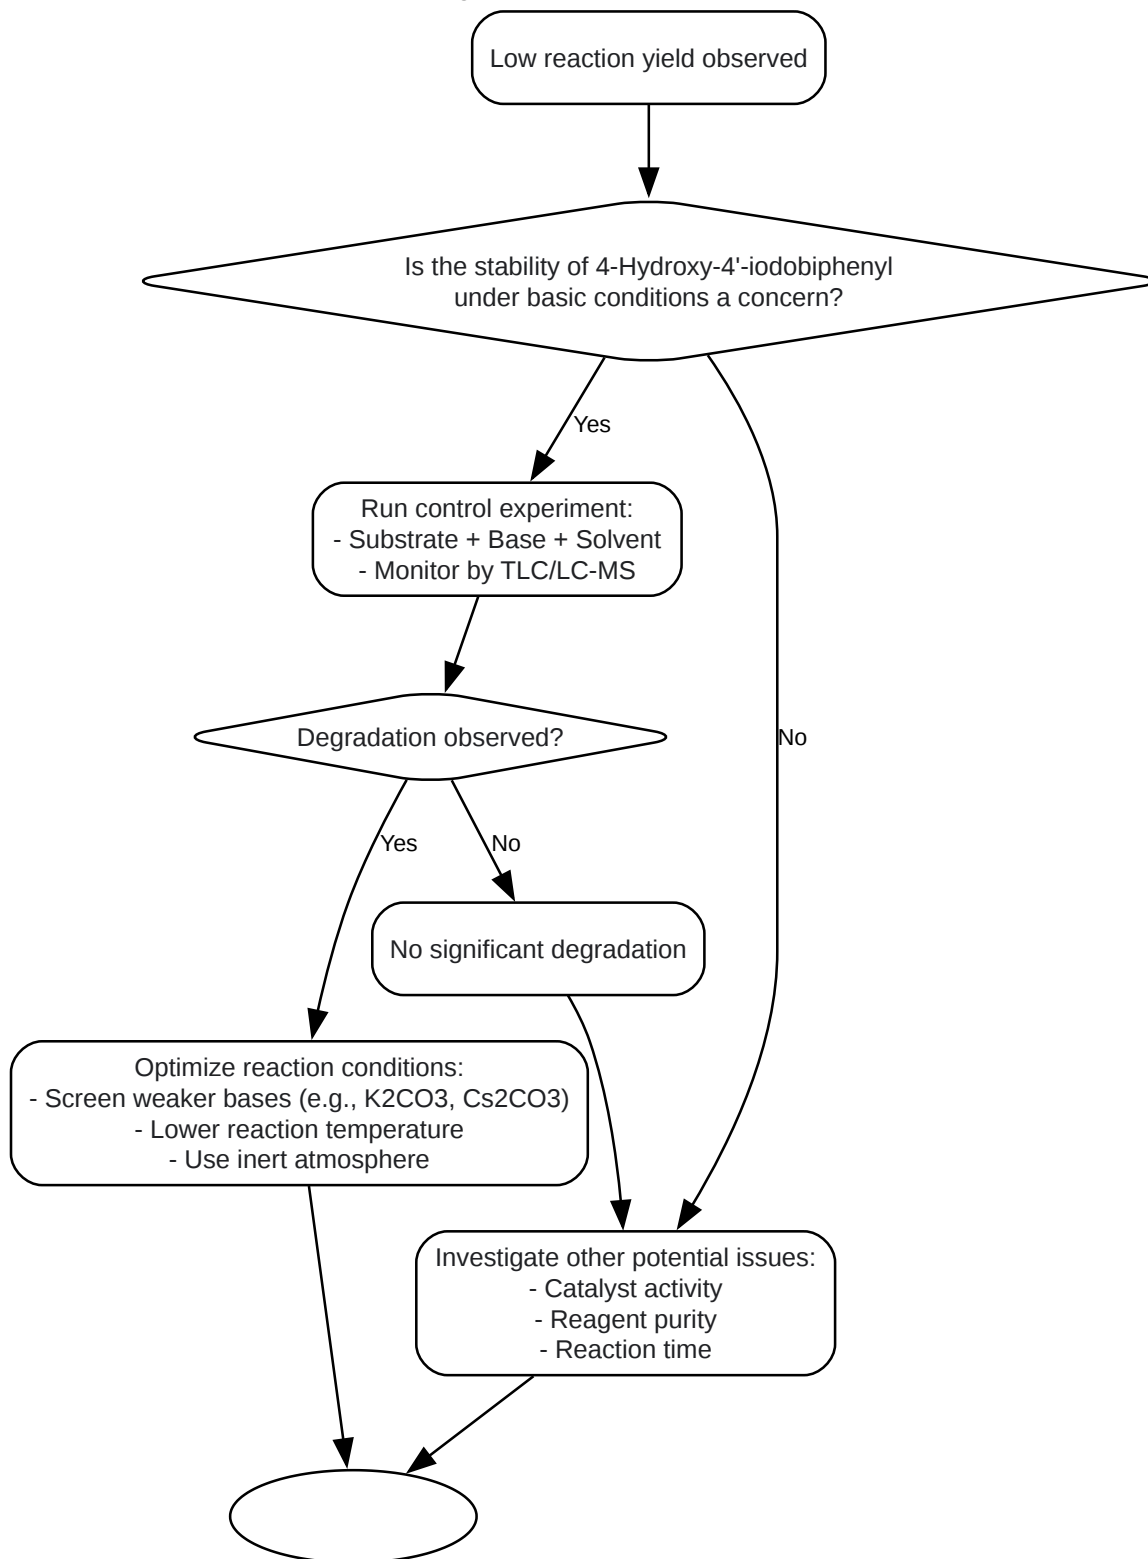 Low reaction yield observed
Is the stability of 4-Hydroxy-4'-iodobiphenyl
under basic conditions a concern?
Yes
Run control experiment:
- Substrate + Base + Solvent
- Monitor by TLC/LC-MS
Degradation observed?
No
Yes
No
No significant degradation
Optimize reaction conditions:
- Screen weaker bases (e.g., K2CO3, Cs2CO3)
- Lower reaction temperature
- Use inert atmosphere
Investigate other potential issues:
- Catalyst activity
- Reagent purity
- Reaction time